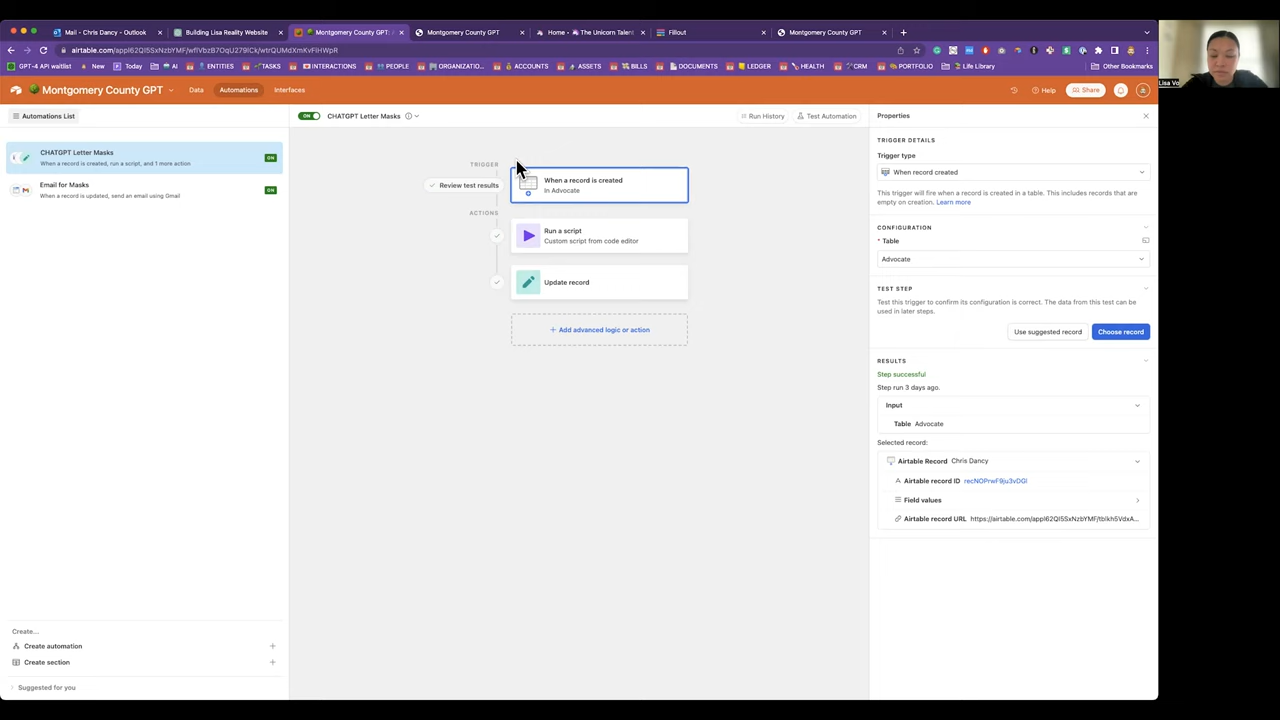 Mail - Chris Dancy - Outlook
Building Lisa Reality Website
Montgomery County GPT: A
Montgomery County GPT
Home - The Unicorn Talent
Fillout
Montgomery County GPT
GPT-4 API waitlist
New
Today
AI
ENTITIES
TASKS
INTERACTIONS
PEOPLE
ORGANIZATIO...
ACCOUNTS
ASSETS
BILLS
DOCUMENTS
LEDGER
HEALTH
CRM
PORTFOLIO
Life Library
Other Bookmarks
Montgomery County GPT
Data
Automations
Interfaces
Help
Share
Automations List
ON
CHATGPT Letter Masks
Run History
Test Automation
Properties
CHATGPT Letter Masks
When a record is created, run a script, and 1 more action
ON
Email for Masks
When a record is updated, send an email using Gmail
ON
Create...
Create automation
Create section
Suggested for you
TRIGGER
Review test results
When a record is created
In Advocate
ACTIONS
Run a script
Custom script from code editor
Update record
+ Add advanced logic or action
TRIGGER DETAILS
Trigger type
When record created
This trigger will fire when a record is created in a table. This includes records that are
empty on creation. Learn more
CONFIGURATION
* Table
Advocate
TEST STEP
Test this trigger to confirm its configuration is correct. The data from this test can be
used in later steps.
Use suggested record
Choose record
RESULTS
Step successful
Step run 3 days ago.
Input
Table Advocate
Selected record:
Airtable Record Chris Dancy
Airtable record ID
Field values
Airtable record URL
Lisa Vo